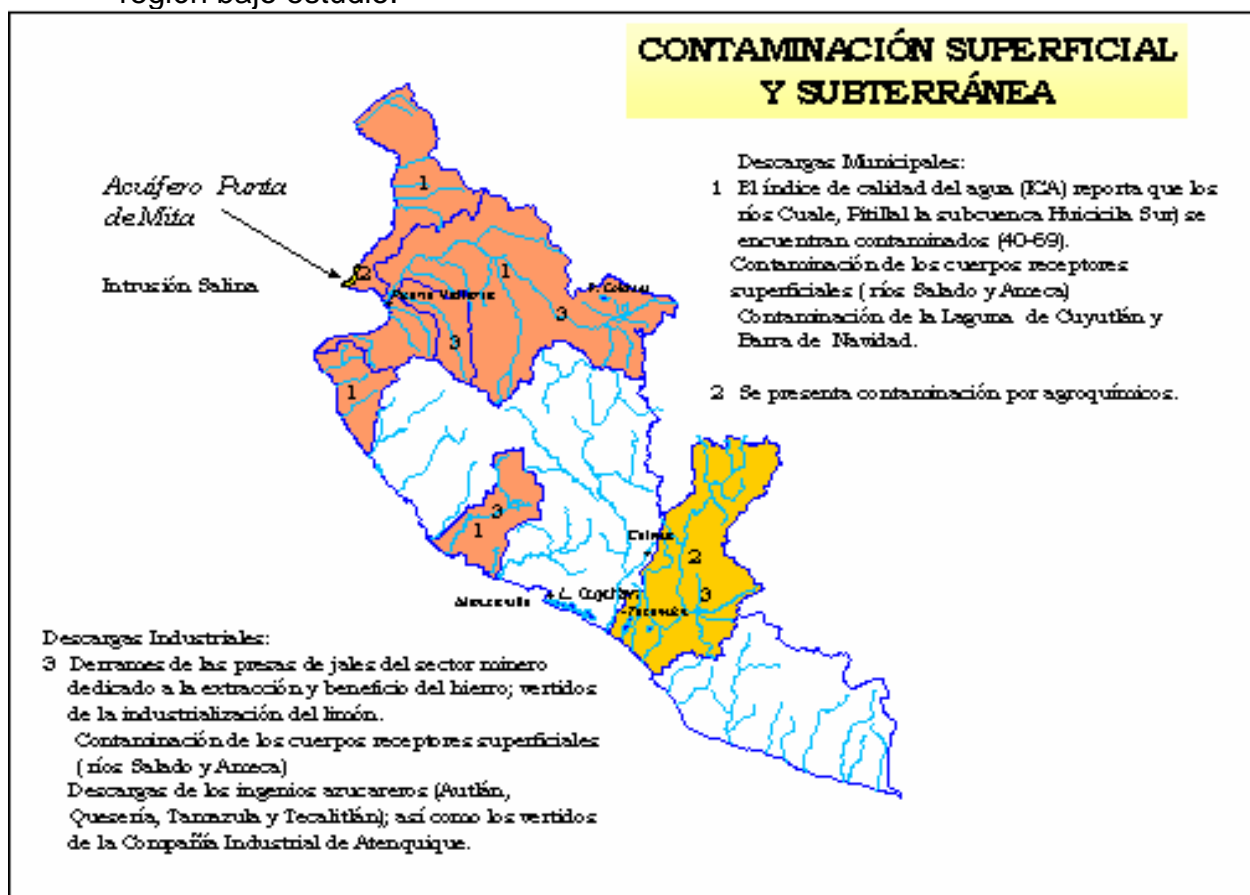 región bajo estudio.
CONTAMINACIÓN SUPERFICIAL
Y SUBTERRÁNEA
Acuífero Punta
de Mita
Intrusión Salina
Descargas Municipales:
1 El índice de calidad del agua (ICA) reporta que los
ríos Cuale, Pitillal la subcuenca Huicicila Sur) se
encuentran contaminados (40-69).
Contaminación de los cuerpos receptores
superficiales ( ríos Salado y Ameca)
Contaminación de la Laguna de Cuyutlán y
Barra de Navidad.
2 Se presenta contaminación por agroquímicos.
1
2
1
3
3
1
3
1
Colima
2
3
Manzanillo
L. Cuyutlán
Tecomán
Descargas Industriales:
3 Derrames de las presas de jales del sector minero
dedicado a la extracción y beneficio del hierro; vertidos
de la industrialización del limón.
Contaminación de los cuerpos receptores superficiales
( ríos Salado y Ameca)
Descargas de los ingenios azucareros (Autlán,
Quesería, Tamazula y Tecalitlán); así como los vertidos
de la Compañía Industrial de Atenquique.